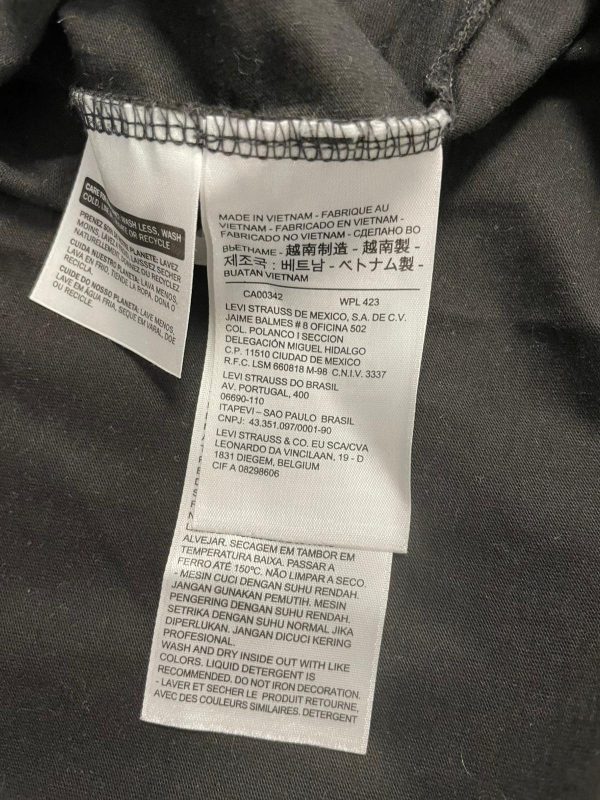 CARE FOR WASH LESS, WASH
COLD, LINE OR RECYCLE
PRENEZ SOIN PLANETE: LAVEZ
MOINS, LAVEZ À LAISSEZ SECHER
NATURELLEMENT, DONNEZ OU RECYCLEZ
CUIDA NUESTRO PLANETA: LAVA MENOS,
LAVA EN FRIO, TIENDE LA ROPA, DONA O
RECICLA.
CUIDE DO NOSSO PLANETA: LAVE MENOS,
LAVE EM ÁGUA FRIA, SEQUE EM VARAL, DOE
OU RECICLE.
MADE IN VIETNAM - FABRIQUE AU
VIETNAM - FABRICADO EN VIETNAM -
FABRICADO NO VIETNAM - СДЕЛАНО ВО
ВЬЕТНАМЕ - 越南制造 - 越南製 -
제조국 : 베트남 - ベトナム製 -
BUATAN VIETNAM
CA00342 WPL 423
LEVI STRAUSS DE MEXICO, S.A. DE C.V.
JAIME BALMES # 8 OFICINA 502
COL. POLANCO I SECCION
DELEGACIÓN MIGUEL HIDALGO
C.P. 11510 CIUDAD DE MEXICO
R.F.C. LSM 660818 M-98 C.N.I.V. 3337
LEVI STRAUSS DO BRASIL
AV. PORTUGAL, 400
06690-110
ITAPEVI – SAO PAULO BRASIL
CNPJ: 43.351.097/0001-90
LEVI STRAUSS & CO. EU SCA/CVA
LEONARDO DA VINCILAAN, 19 - D
1831 DIEGEM, BELGIUM
CIF A 08298606
ALVEJAR. SECAGEM EM TAMBOR EM
TEMPERATURA BAIXA. PASSAR A
FERRO ATÉ 150ºC. NÃO LIMPAR A SECO.
- MESIN CUCI DENGAN SUHU RENDAH.
JANGAN GUNAKAN PEMUTIH. MESIN
PENGERING DENGAN SUHU RENDAH.
SETRIKA DENGAN SUHU NORMAL JIKA
DIPERLUKAN. JANGAN DICUCI KERING
PROFESIONAL.
WASH AND DRY INSIDE OUT WITH LIKE
COLORS. LIQUID DETERGENT IS
RECOMMENDED. DO NOT IRON DECORATION.
- LAVER ET SECHER LE PRODUIT RETOURNE,
AVEC DES COULEURS SIMILAIRES. DETERGENT